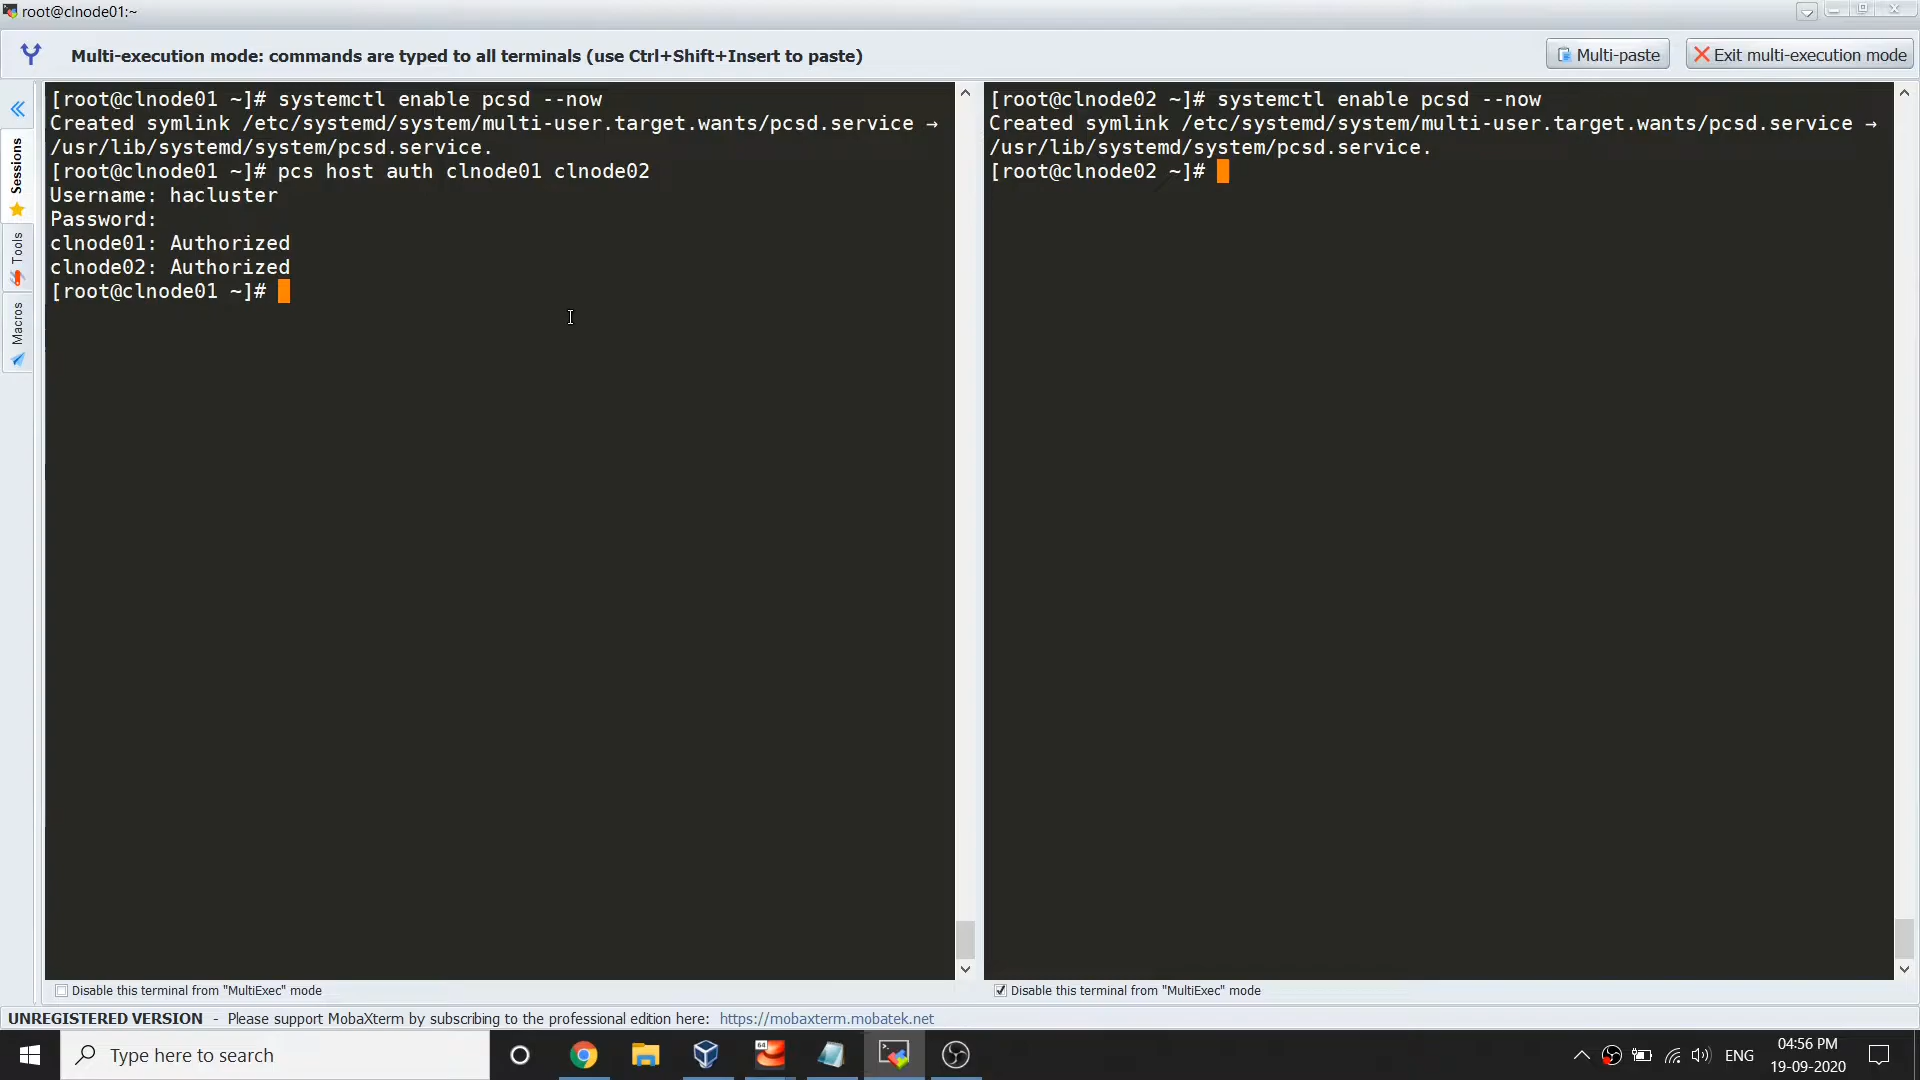 root@clnode01:~
Multi-execution mode: commands are typed to all terminals (use Ctrl+Shift+Insert to paste)
Multi-paste
Exit multi-execution mode
Sessions
Tools
Macros
[root@clnode01 ~]# systemctl enable pcsd --now
Created symlink /etc/systemd/system/multi-user.target.wants/pcsd.service →
/usr/lib/systemd/system/pcsd.service.
[root@clnode01 ~]# pcs host auth clnode01 clnode02
Username: hacluster
Password:
clnode01: Authorized
clnode02: Authorized
[root@clnode01 ~]#
[root@clnode02 ~]# systemctl enable pcsd --now
Created symlink /etc/systemd/system/multi-user.target.wants/pcsd.service →
/usr/lib/systemd/system/pcsd.service.
[root@clnode02 ~]#
Disable this terminal from "MultiExec" mode
Disable this terminal from "MultiExec" mode
UNREGISTERED VERSION - Please support MobaXterm by subscribing to the professional edition here: https://mobaxterm.mobatek.net
Type here to search
64
ENG
04:56 PM
19-09-2020